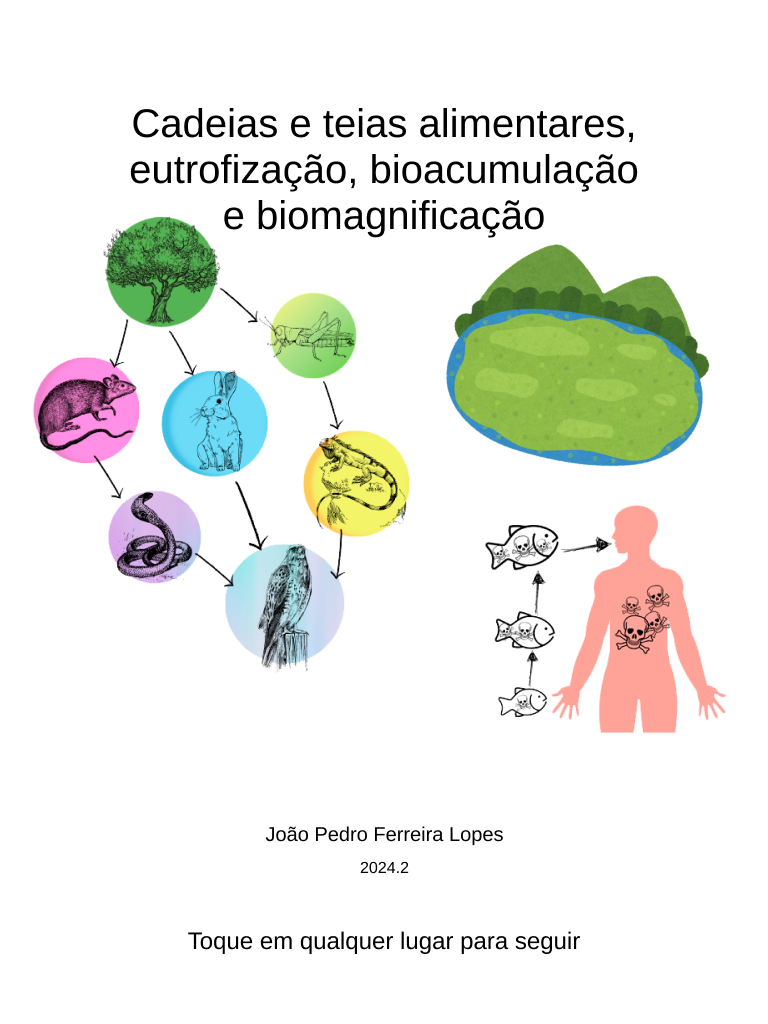 Cadeias e teias alimentares,
eutrofização, bioacumulação
e biomagnificação
João Pedro Ferreira Lopes
2024.2
Toque em qualquer lugar para seguir